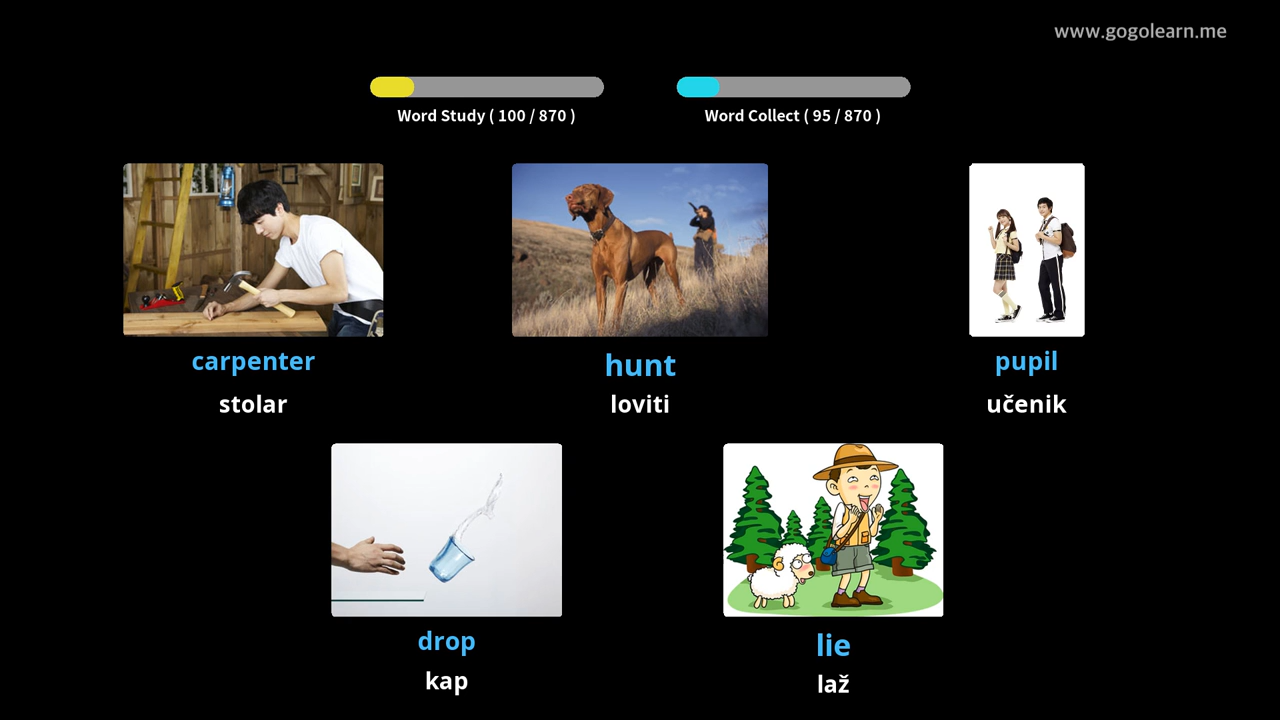 www.gogolearn.me
Word Study ( 100 / 870 )
Word Collect ( 95 / 870 )
carpenter
hunt
pupil
stolar
loviti
učenik
drop
lie
kap
laž